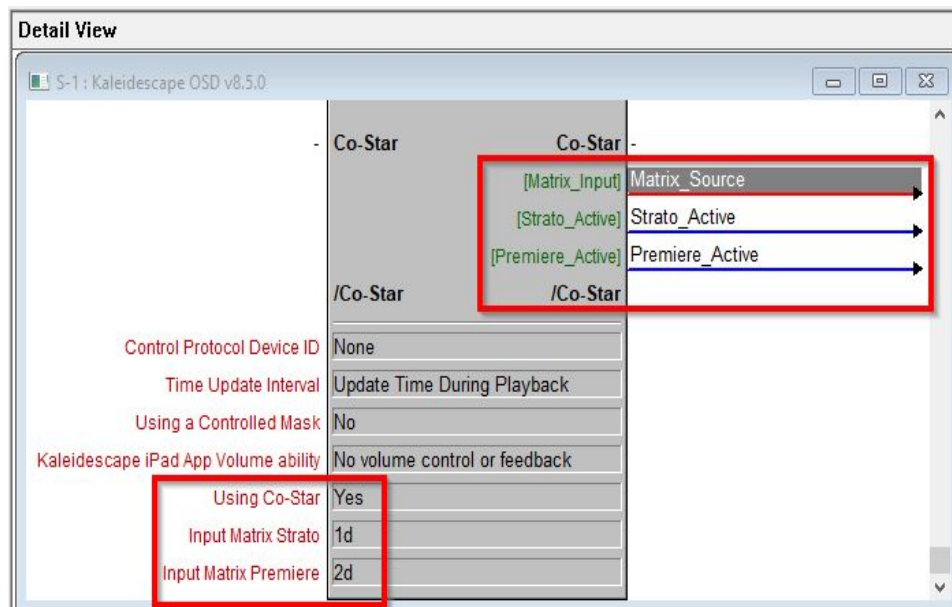 Detail View
S-1 : Kaleidescape OSD v8.5.0
- Co-Star Co-Star -
[Matrix_Input] Matrix_Source
[Strato_Active] Strato_Active
[Premiere_Active] Premiere_Active
/Co-Star /Co-Star
Control Protocol Device ID None
Time Update Interval Update Time During Playback
Using a Controlled Mask No
Kaleidescape iPad App Volume ability No volume control or feedback
Using Co-Star Yes
Input Matrix Strato 1d
Input Matrix Premiere 2d